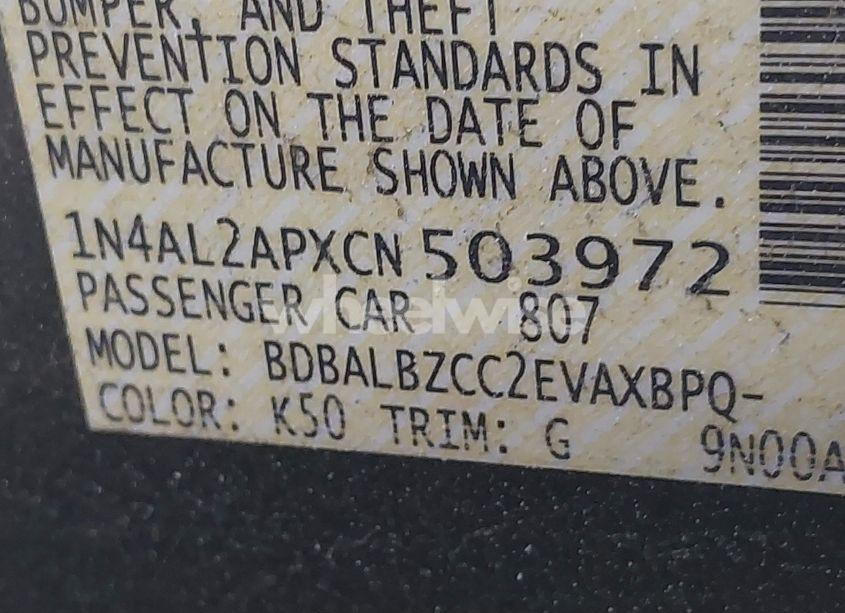 BUMPER, AND THEFT
PREVENTION STANDARDS IN
EFFECT ON THE DATE OF
MANUFACTURE SHOWN ABOVE.
1N4AL2APXCN 503972
PASSENGER CAR 807
wheelwise
MODEL: BDBALBZCC2EVAXBPQ-
COLOR: K50 TRIM: G 9N00A